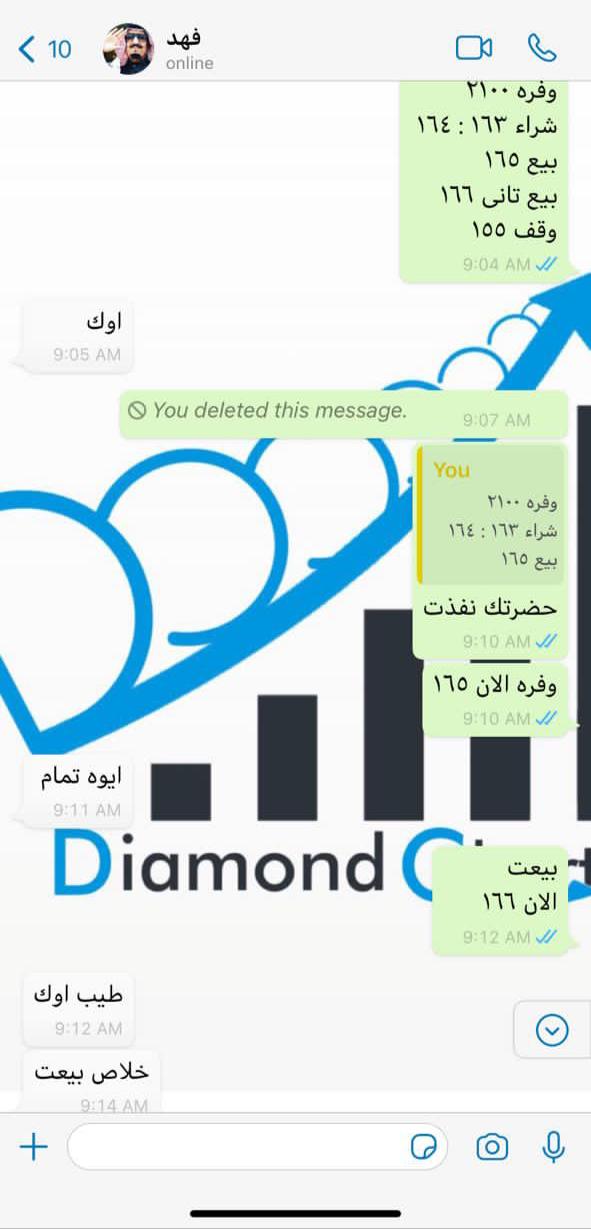 10
فهد
online
وفره ٢١٠٠
شراء ١٦٣ : ١٦٤
بيع ١٦٥
بيع تانى ١٦٦
وقف ١٥٥
9:04 AM
اوك
9:05 AM
You deleted this message.
9:07 AM
You
وفره ٢١٠٠
شراء ١٦٣ : ١٦٤
بيع ١٦٥
حضرتك نفذت
9:10 AM
وفره الان ١٦٥
9:10 AM
ايوه تمام
9:11 AM
Diamond
بيعت
الان ١٦٦
9:12 AM
طيب اوك
9:12 AM
خلاص بيعت
9:14 AM